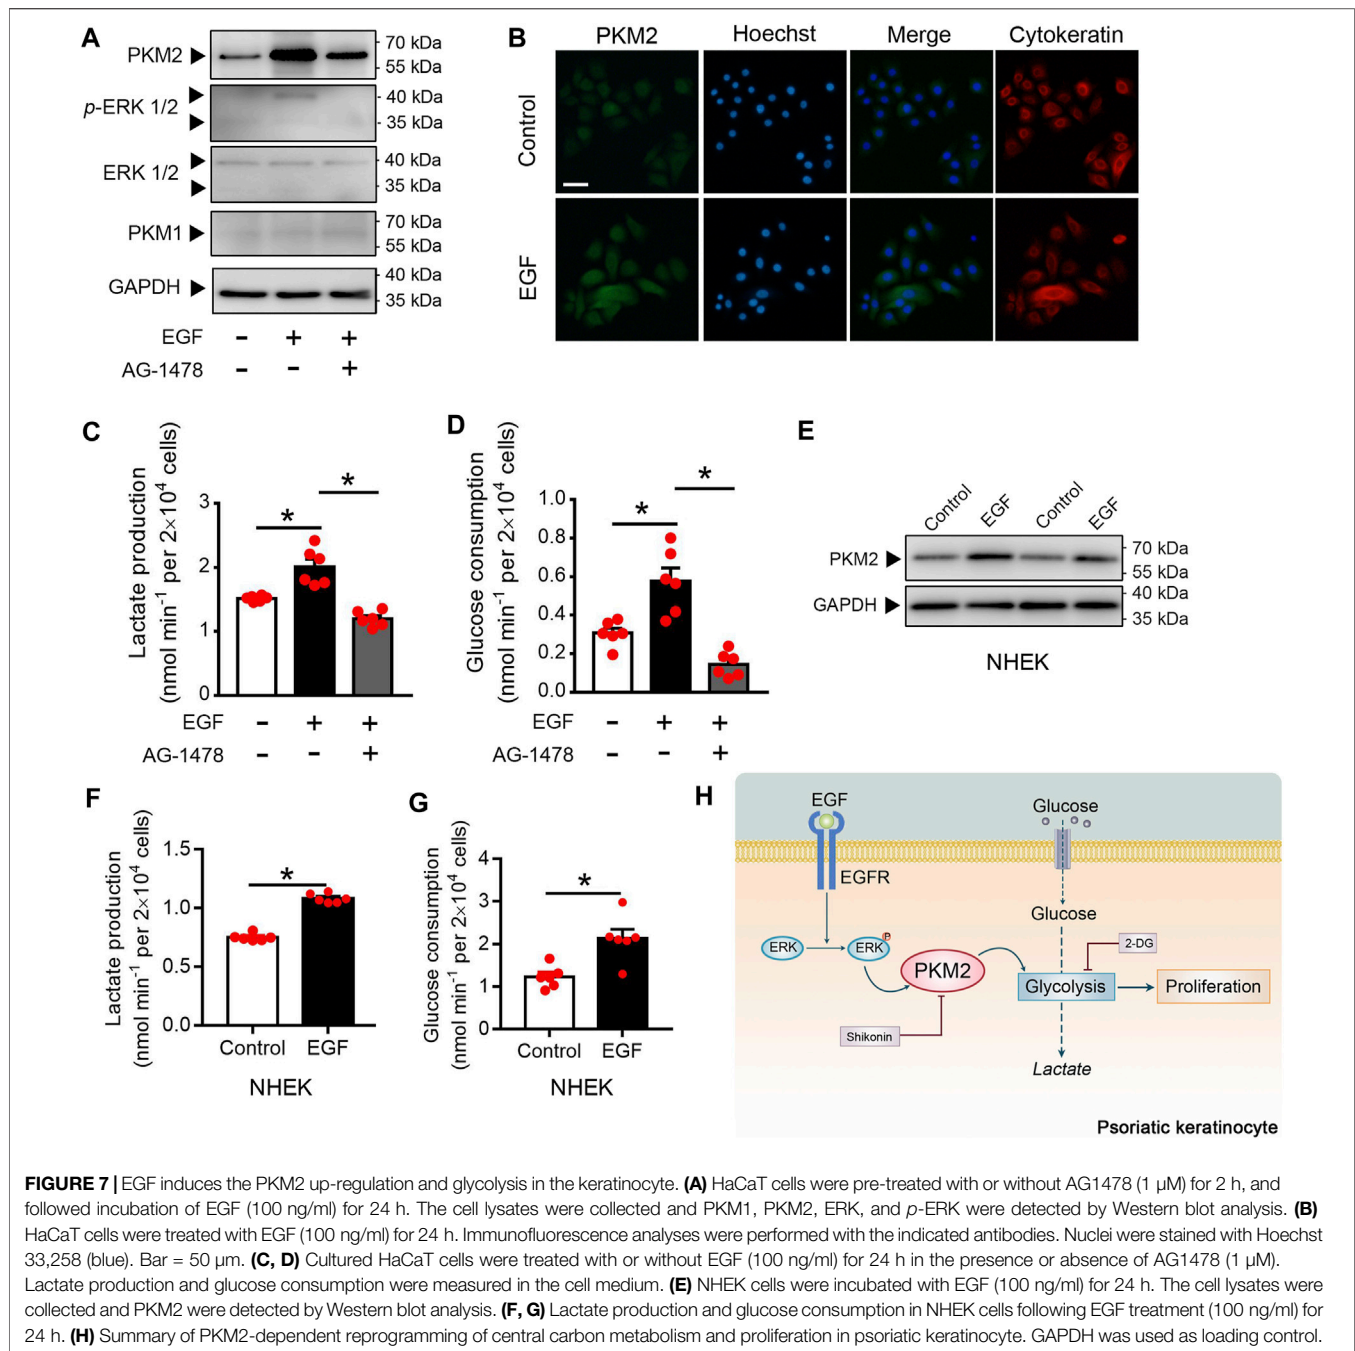 A
PKM2
70 kDa
55 kDa
p-ERK 1/2
40 kDa
35 kDa
ERK 1/2
40 kDa
35 kDa
PKM1
70 kDa
55 kDa
GAPDH
40 kDa
35 kDa
EGF - + +
AG-1478 - - +
B
PKM2 Hoechst Merge Cytokeratin
Control
EGF
C
Lactate production
(nmol min⁻¹ per 2×10⁴ cells)
3
2
1
0
* *
EGF - + +
AG-1478 - - +
D
Glucose consumption
(nmol min⁻¹ per 2×10⁴ cells)
1.0
0.8
0.6
0.4
0.2
0.0
* *
EGF - + +
AG-1478 - - +
E
Control EGF Control EGF
PKM2
70 kDa
55 kDa
GAPDH
40 kDa
35 kDa
NHEK
F
Lactate production
(nmol min⁻¹ per 2×10⁴ cells)
1.5
1.0
0.5
0.0
*
Control EGF
NHEK
G
Glucose consumption
(nmol min⁻¹ per 2×10⁴ cells)
4
3
2
1
0
*
Control EGF
NHEK
H
EGF
EGFR
Glucose
Glucose
ERK
ERK
P
PKM2
2-DG
Glycolysis
Proliferation
Shikonin
Lactate
Psoriatic keratinocyte
FIGURE 7 | EGF induces the PKM2 up-regulation and glycolysis in the keratinocyte. (A) HaCaT cells were pre-treated with or without AG1478 (1 µM) for 2 h, and
followed incubation of EGF (100 ng/ml) for 24 h. The cell lysates were collected and PKM1, PKM2, ERK, and p-ERK were detected by Western blot analysis. (B)
HaCaT cells were treated with EGF (100 ng/ml) for 24 h. Immunofluorescence analyses were performed with the indicated antibodies. Nuclei were stained with Hoechst
33,258 (blue). Bar = 50 µm. (C, D) Cultured HaCaT cells were treated with or without EGF (100 ng/ml) for 24 h in the presence or absence of AG1478 (1 µM).
Lactate production and glucose consumption were measured in the cell medium. (E) NHEK cells were incubated with EGF (100 ng/ml) for 24 h. The cell lysates were
collected and PKM2 were detected by Western blot analysis. (F, G) Lactate production and glucose consumption in NHEK cells following EGF treatment (100 ng/ml) for
24 h. (H) Summary of PKM2-dependent reprogramming of central carbon metabolism and proliferation in psoriatic keratinocyte. GAPDH was used as loading control.